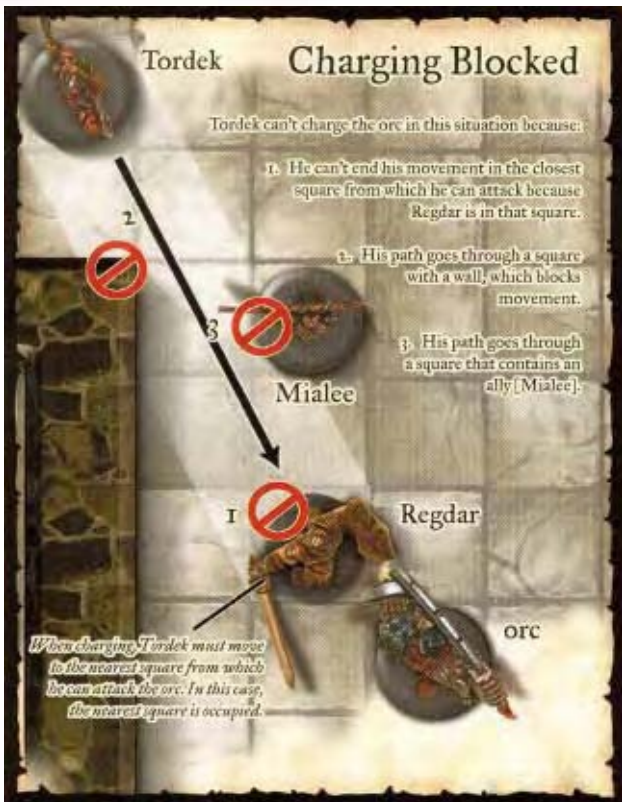 Tordek
Charging Blocked
Tordek can't charge the orc in this situation because:
1. He can't end his movement in the closest
square from which he can attack because
Regdar is in that square.
2. His path goes through a square
with a wall, which blocks
movement.
3. His path goes through
a square that contains an
ally [Mialee].
2
3
Mialee
1
Regdar
orc
When charging, Tordek must move
to the nearest square from which
he can attack the orc. In this case,
the nearest square is occupied.